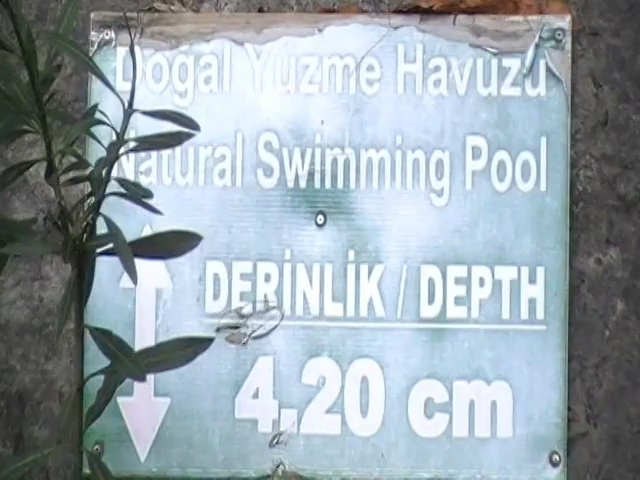 Doğal Yüzme Havuzu
Natural Swimming Pool
DERİNLİK / DEPTH
4.20 cm